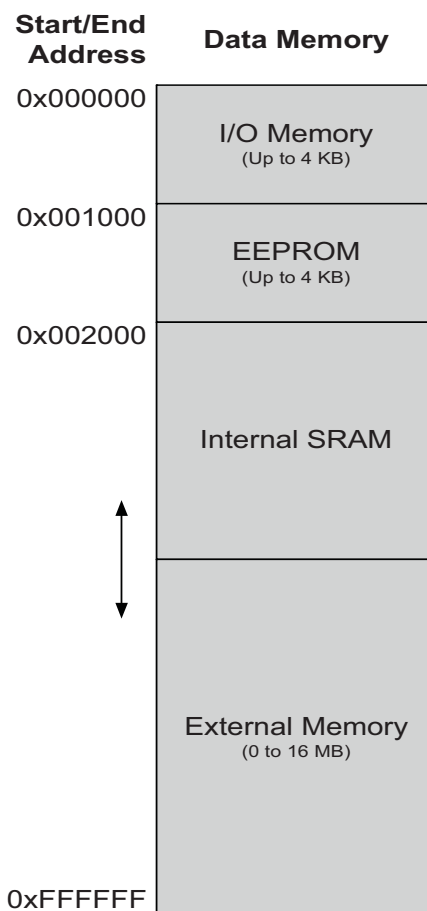 Start/End
Address
Data Memory
0x000000
I/O Memory
(Up to 4 KB)
0x001000
EEPROM
(Up to 4 KB)
0x002000
Internal SRAM
External Memory
(0 to 16 MB)
0xFFFFFF